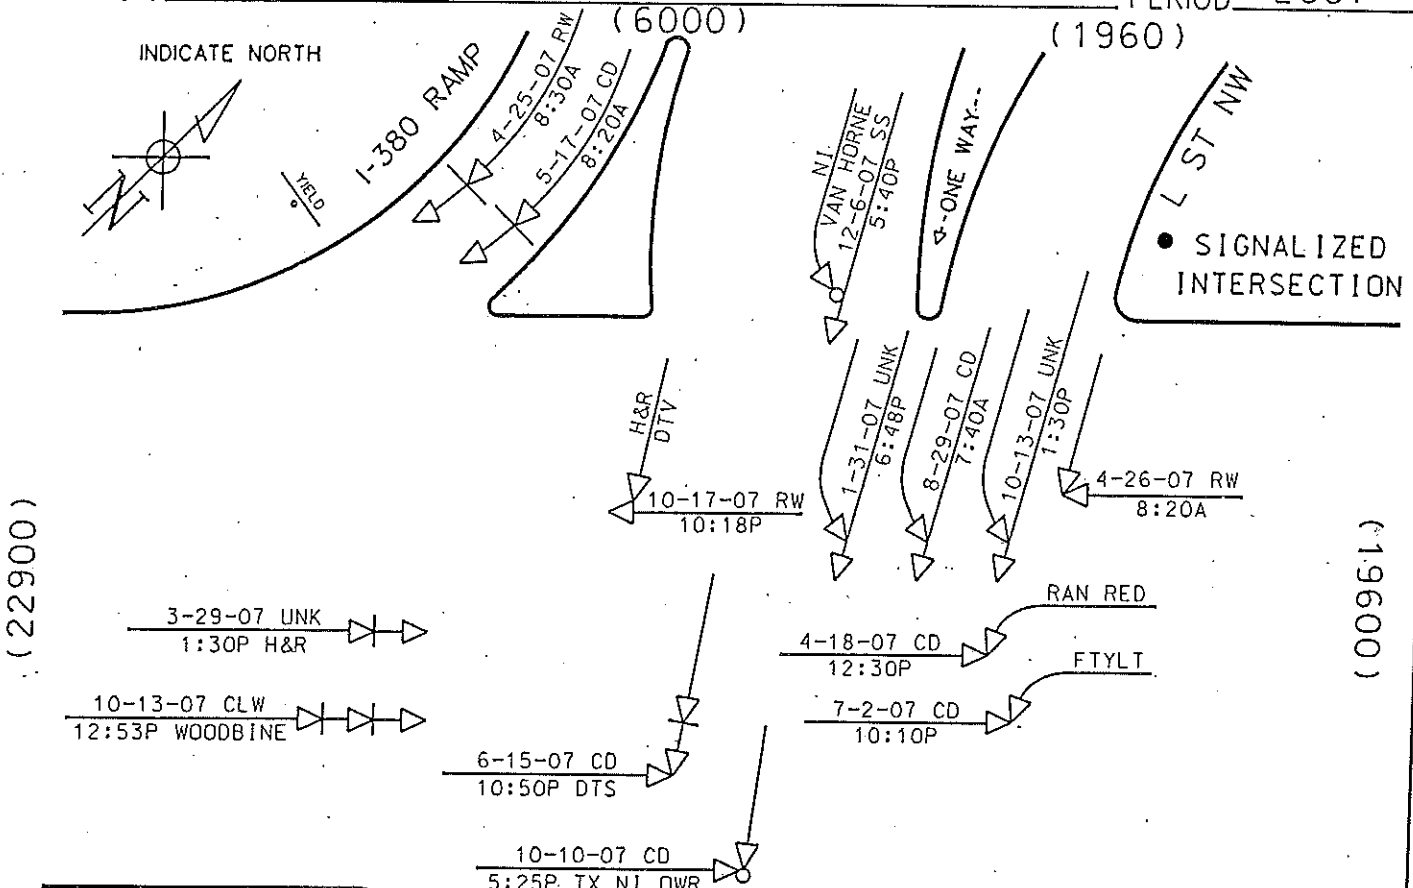 PERIOD 2007
(6000)
(1960)
INDICATE NORTH
N
I-380 RAMP
YIELD
4-25-07 RW
8:30A
5-17-07 CD
8:20A
NI
VAN HORNE
12-6-07 SS
5:40P
ONE WAY---
L ST NW
SIGNALIZED
INTERSECTION
H&R
DTV
10-17-07 RW
10:18P
1-31-07 UNK
6:48P
8-29-07 CD
7:40A
10-13-07 UNK
1:30P
4-26-07 RW
8:20A
(22900)
(19600)
3-29-07 UNK
1:30P H&R
10-13-07 CLW
12:53P WOODBINE
RAN RED
4-18-07 CD
12:30P
FTYLT
7-2-07 CD
10:10P
6-15-07 CD
10:50P DTS
10-10-07 CD
5:25P TX NI OWR